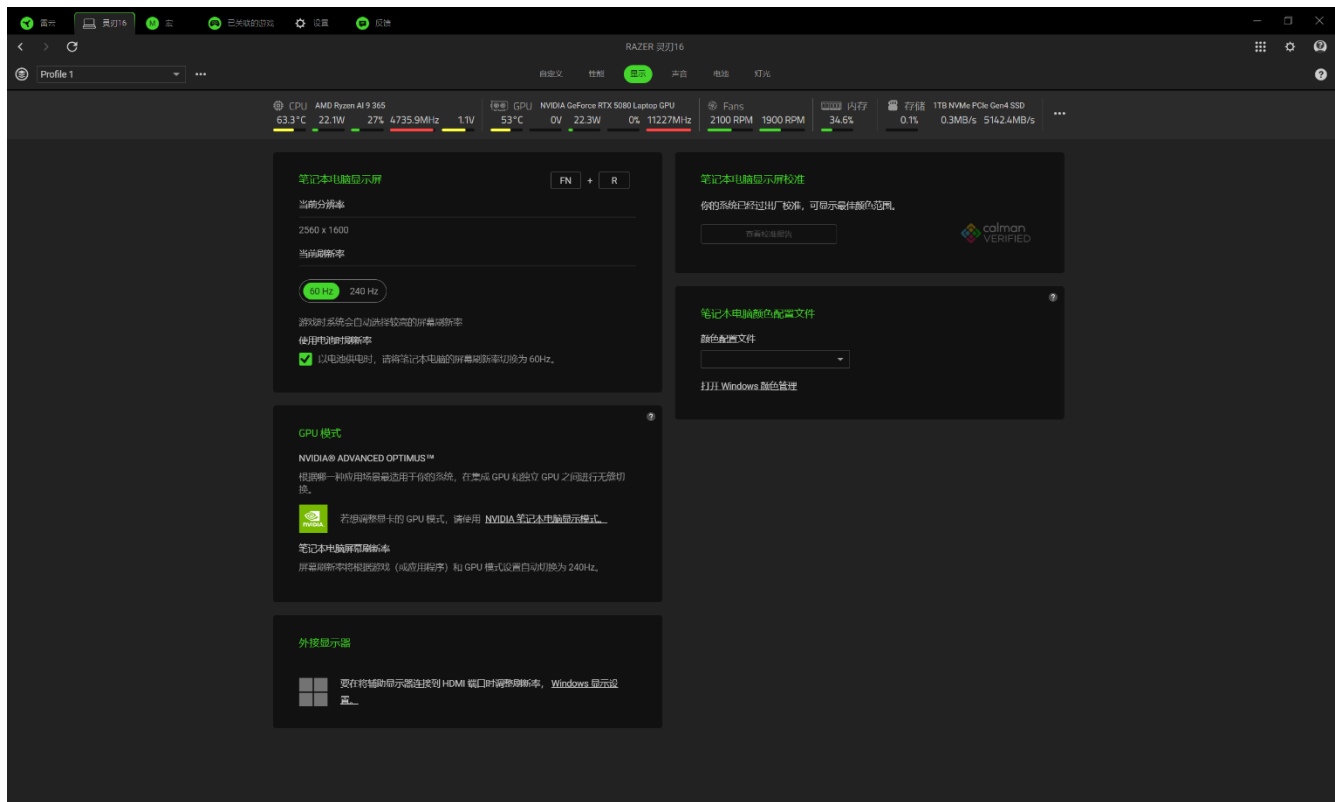 雷云 灵刃16 宏 已关联的游戏 设置 反馈
RAZER 灵刃16
Profile 1 自定义 性能 显示 声音 电池 灯光
CPU AMD Ryzen AI 9 365 GPU NVIDIA GeForce RTX 5080 Laptop GPU Fans 内存 存储 1TB NVMe PCIe Gen4 SSD
63.3°C 22.1W 27% 4735.9MHz 1.1V 53°C 0V 22.3W 0% 11227MHz 2100 RPM 1900 RPM 34.6% 0.1% 0.3MB/s 5142.4MB/s
笔记本电脑显示屏 FN + R
当前分辨率
2560 x 1600
当前刷新率
60 Hz 240 Hz
游戏时系统会自动选择较高的屏幕刷新率
使用电池时刷新率
以电池供电时，请将笔记本电脑的屏幕刷新率切换为 60Hz。
GPU 模式
NVIDIA® ADVANCED OPTIMUS™
根据哪一种应用场景最适用于你的系统，在集成 GPU 和独立 GPU 之间进行无缝切
换。
NVIDIA
若想调整显卡的 GPU 模式，请使用 NVIDIA 笔记本电脑显示模式。
笔记本电脑屏幕刷新率
屏幕刷新率将根据游戏（或应用程序）和 GPU 模式设置自动切换为 240Hz。
外接显示器
要在将辅助显示器连接到 HDMI 端口时调整刷新率，Windows 显示设
置。
笔记本电脑显示屏校准
你的系统已经过出厂校准，可显示最佳颜色范围。
查看校准报告
calman
VERIFIED
笔记本电脑颜色配置文件
颜色配置文件
打开 Windows 颜色管理